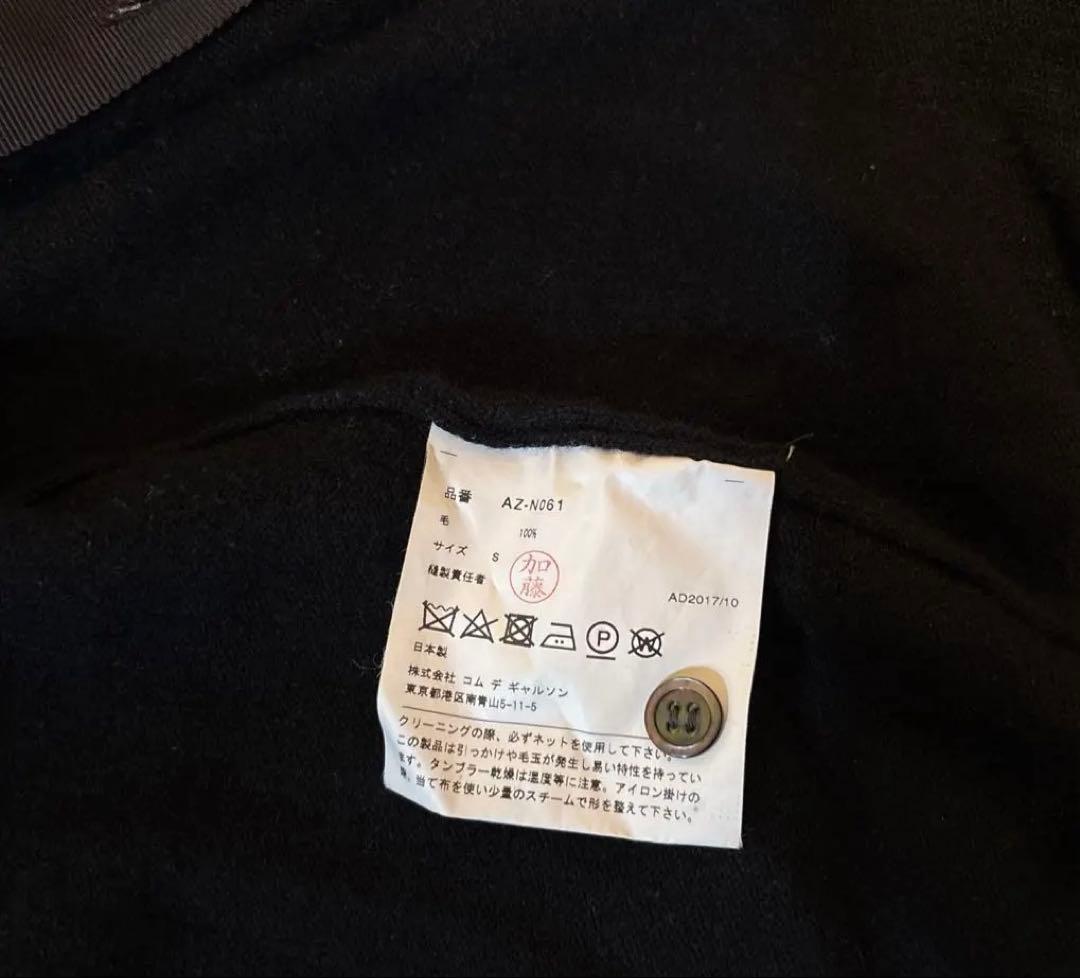 品番 AZ-N061
毛 100%
サイズ S
縫製責任者 加藤
AD2017/10
P
W
日本製
株式会社 コム デ ギャルソン
東京都港区南青山5-11-5
クリーニングの際、必ずネットを使用して下さい。
この製品は引っかけや毛玉が発生し易い特性を持ってい
ます。タンブラー乾燥は温度等に注意。アイロン掛けの
際、当て布を使い少量のスチームで形を整えて下さい。